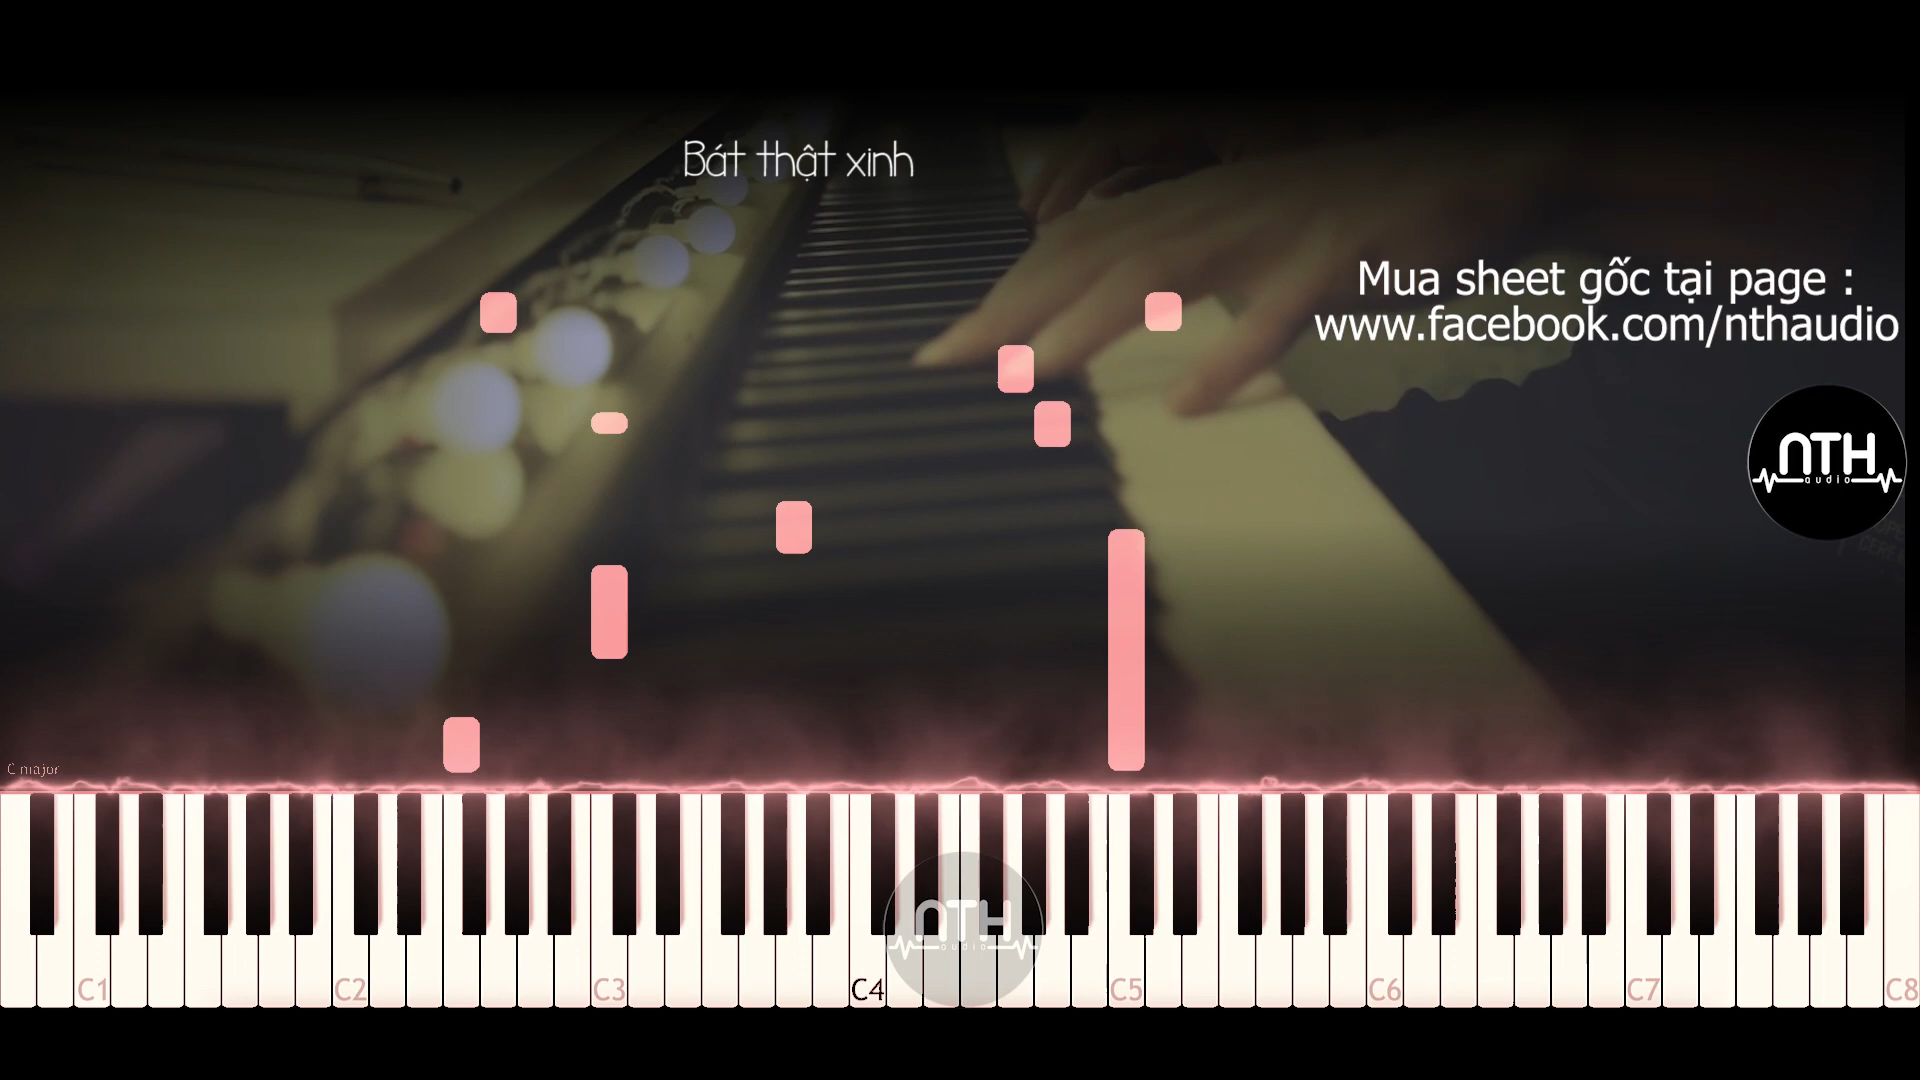 Bát thật xinh
Mua sheet gốc tại page :
www.facebook.com/nthaudio
NTH
audio
C major
NTH
audio
C1 C2 C3 C4 C5 C6 C7 C8